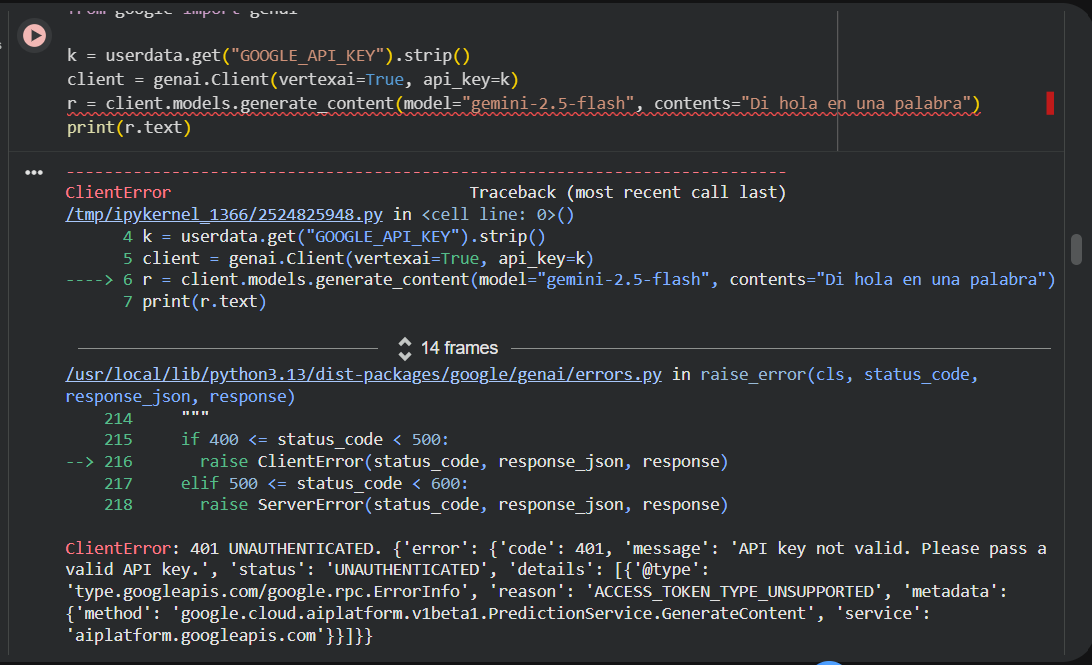 from google import genai
k = userdata.get("GOOGLE_API_KEY").strip()
client = genai.Client(vertexai=True, api_key=k)
r = client.models.generate_content(model="gemini-2.5-flash", contents="Di hola en una palabra")
print(r.text)
---------------------------------------------------------------------------
ClientError                               Traceback (most recent call last)
/tmp/ipykernel_1366/2524825948.py in <cell line: 0>()
      4 k = userdata.get("GOOGLE_API_KEY").strip()
      5 client = genai.Client(vertexai=True, api_key=k)
----> 6 r = client.models.generate_content(model="gemini-2.5-flash", contents="Di hola en una palabra")
      7 print(r.text)
14 frames
/usr/local/lib/python3.13/dist-packages/google/genai/errors.py in raise_error(cls, status_code,
response_json, response)
    214     """
    215     if 400 <= status_code < 500:
--> 216       raise ClientError(status_code, response_json, response)
    217     elif 500 <= status_code < 600:
    218       raise ServerError(status_code, response_json, response)
ClientError: 401 UNAUTHENTICATED. {'error': {'code': 401, 'message': 'API key not valid. Please pass a
valid API key.', 'status': 'UNAUTHENTICATED', 'details': [{'@type':
'type.googleapis.com/google.rpc.ErrorInfo', 'reason': 'ACCESS_TOKEN_TYPE_UNSUPPORTED', 'metadata':
{'method': 'google.cloud.aiplatform.v1beta1.PredictionService.GenerateContent', 'service':
'aiplatform.googleapis.com'}}]}}